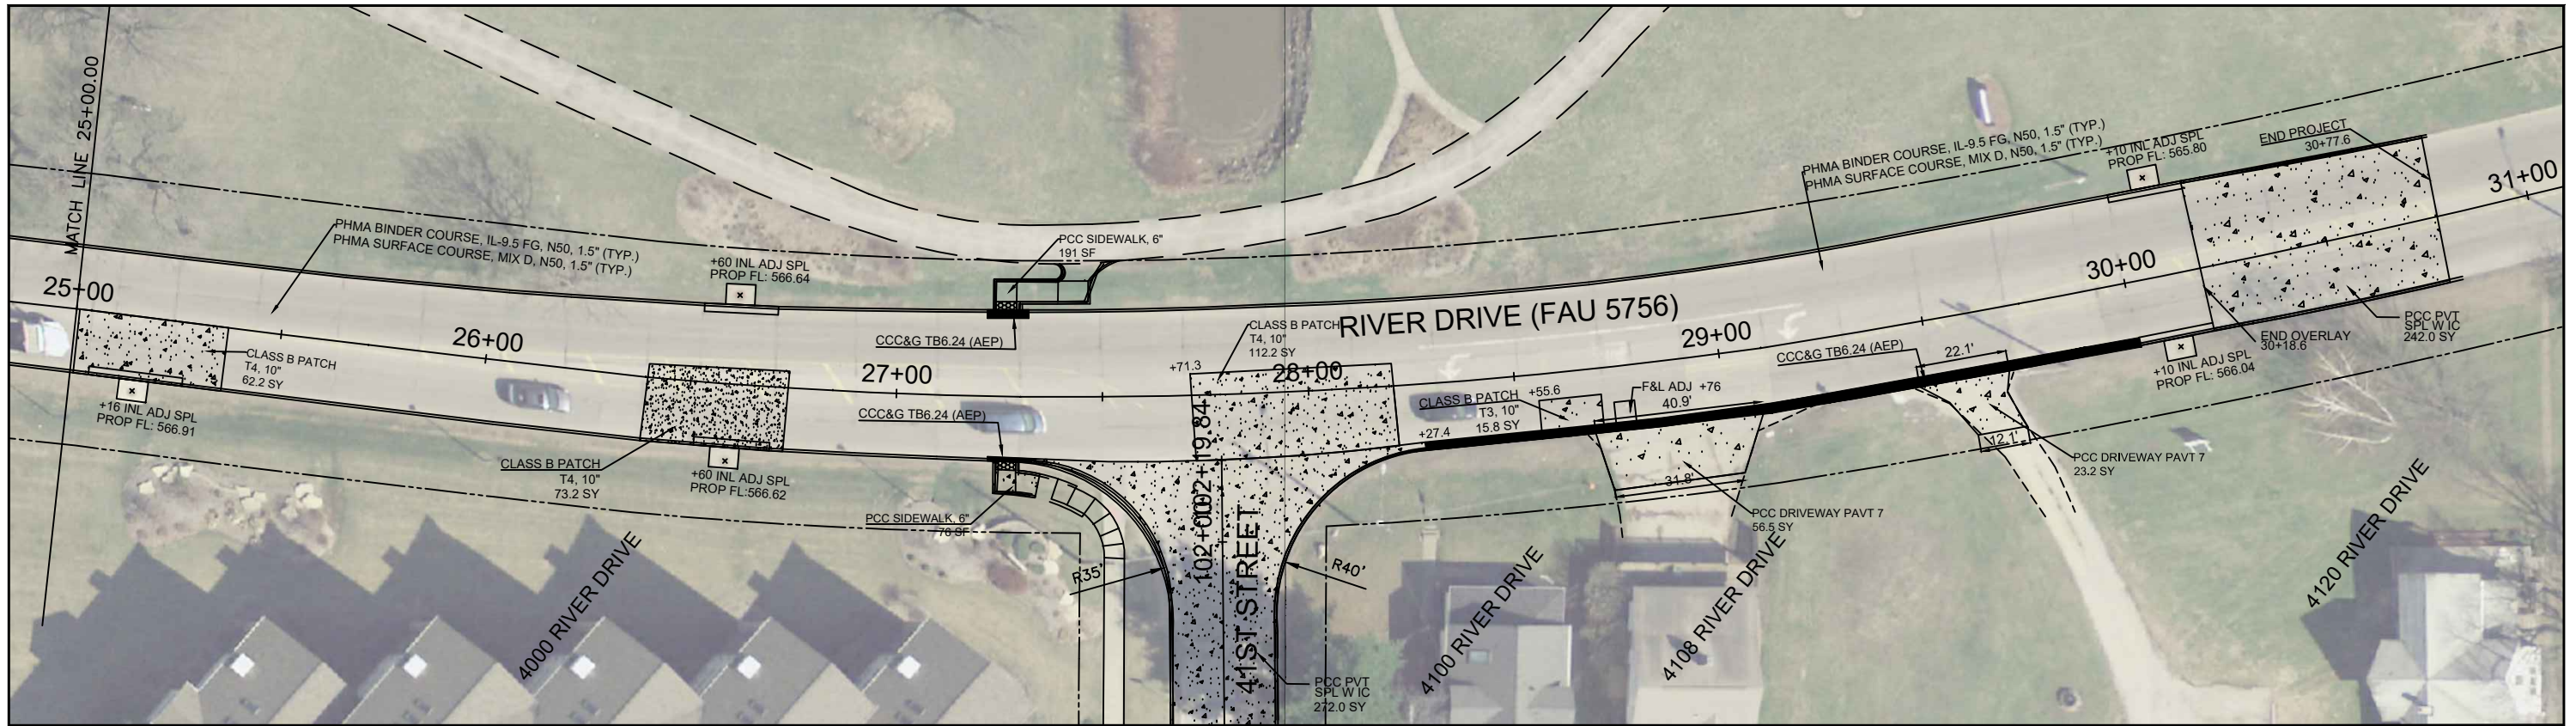 MATCH LINE 25+00.00
PHMA BINDER COURSE, IL-9.5 FG, N50, 1.5" (TYP.)
PHMA SURFACE COURSE, MIX D, N50, 1.5" (TYP.)
+60 INL ADJ SPL
PROP FL: 566.64
PCC SIDEWALK, 6"
191 SF
PHMA BINDER COURSE, IL-9.5 FG, N50, 1.5" (TYP.)
PHMA SURFACE COURSE, MIX D, N50, 1.5" (TYP.)
+10 INL ADJ SPL
PROP FL: 565.80
END PROJECT
30+77.6
31+00
25+00
26+00
27+00
28+00
29+00
30+00
RIVER DRIVE (FAU 5756)
CCC&G TB6.24 (AEP)
CLASS B PATCH
T4, 10"
62.2 SY
+16 INL ADJ SPL
PROP FL: 566.91
CLASS B PATCH
T4, 10"
73.2 SY
+60 INL ADJ SPL
PROP FL:566.62
CCC&G TB6.24 (AEP)
PCC SIDEWALK, 6"
76 SF
+71.3
CLASS B PATCH
T4, 10"
112.2 SY
102+00
02+19.84
41ST STREET
R35'
R40'
PCC PVT
SPL W IC
272.0 SY
+27.4
CLASS B PATCH
T3, 10"
15.8 SY
+55.6
F&L ADJ +76
40.9'
31.8'
PCC DRIVEWAY PAVT 7
56.5 SY
CCC&G TB6.24 (AEP)
22.1'
12.1'
PCC DRIVEWAY PAVT 7
23.2 SY
+10 INL ADJ SPL
PROP FL: 566.04
END OVERLAY
30+18.6
PCC PVT
SPL W IC
242.0 SY
4000 RIVER DRIVE
4100 RIVER DRIVE
4108 RIVER DRIVE
4120 RIVER DRIVE